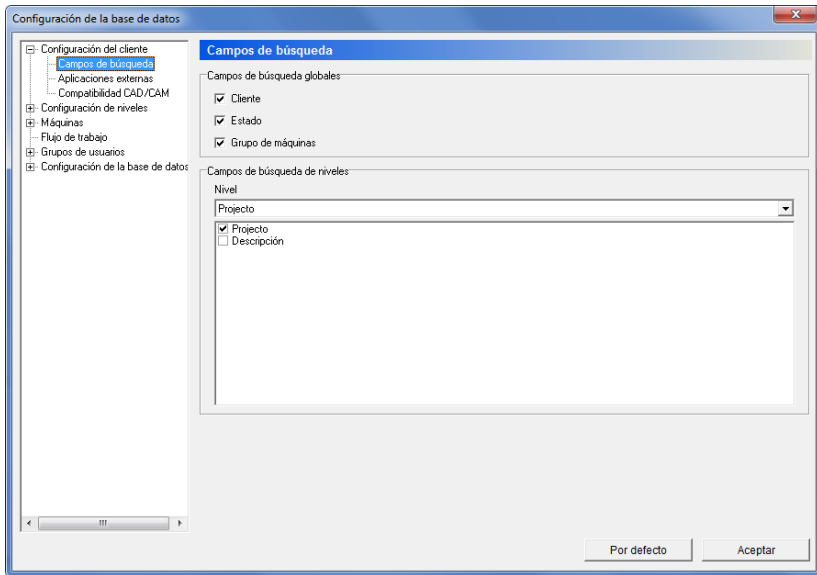 Configuración de la base de datos
Configuración del cliente
Campos de búsqueda
Aplicaciones externas
Compatibilidad CAD/CAM
Configuración de niveles
Máquinas
Flujo de trabajo
Grupos de usuarios
Configuración de la base de datos
Campos de búsqueda
Campos de búsqueda globales
Cliente
Estado
Grupo de máquinas
Campos de búsqueda de niveles
Nivel
Projecto
Projecto
Descripción
Por defecto
Aceptar